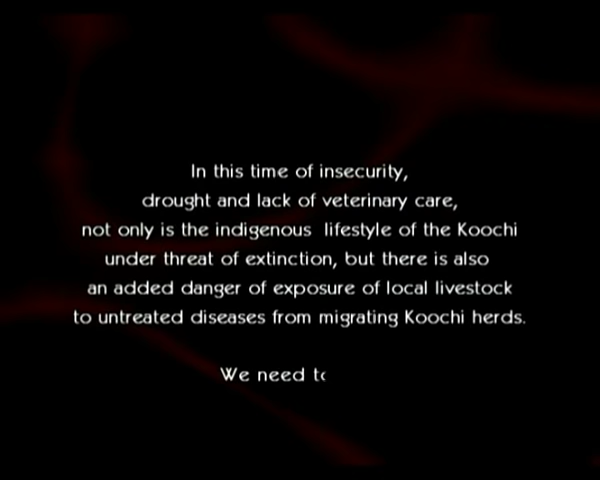 In this time of insecurity,
drought and lack of veterinary care,
not only is the indigenous lifestyle of the Koochi
under threat of extinction, but there is also
an added danger of exposure of local livestock
to untreated diseases from migrating Koochi herds.
We need